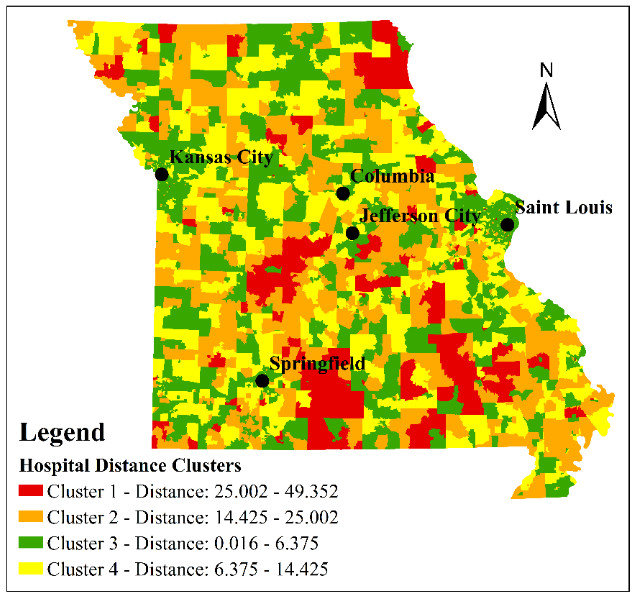 N
Kansas City
Columbia
Jefferson City
Saint Louis
Springfield
Legend
Hospital Distance Clusters
Cluster 1 - Distance: 25.002 - 49.352
Cluster 2 - Distance: 14.425 - 25.002
Cluster 3 - Distance: 0.016 - 6.375
Cluster 4 - Distance: 6.375 - 14.425